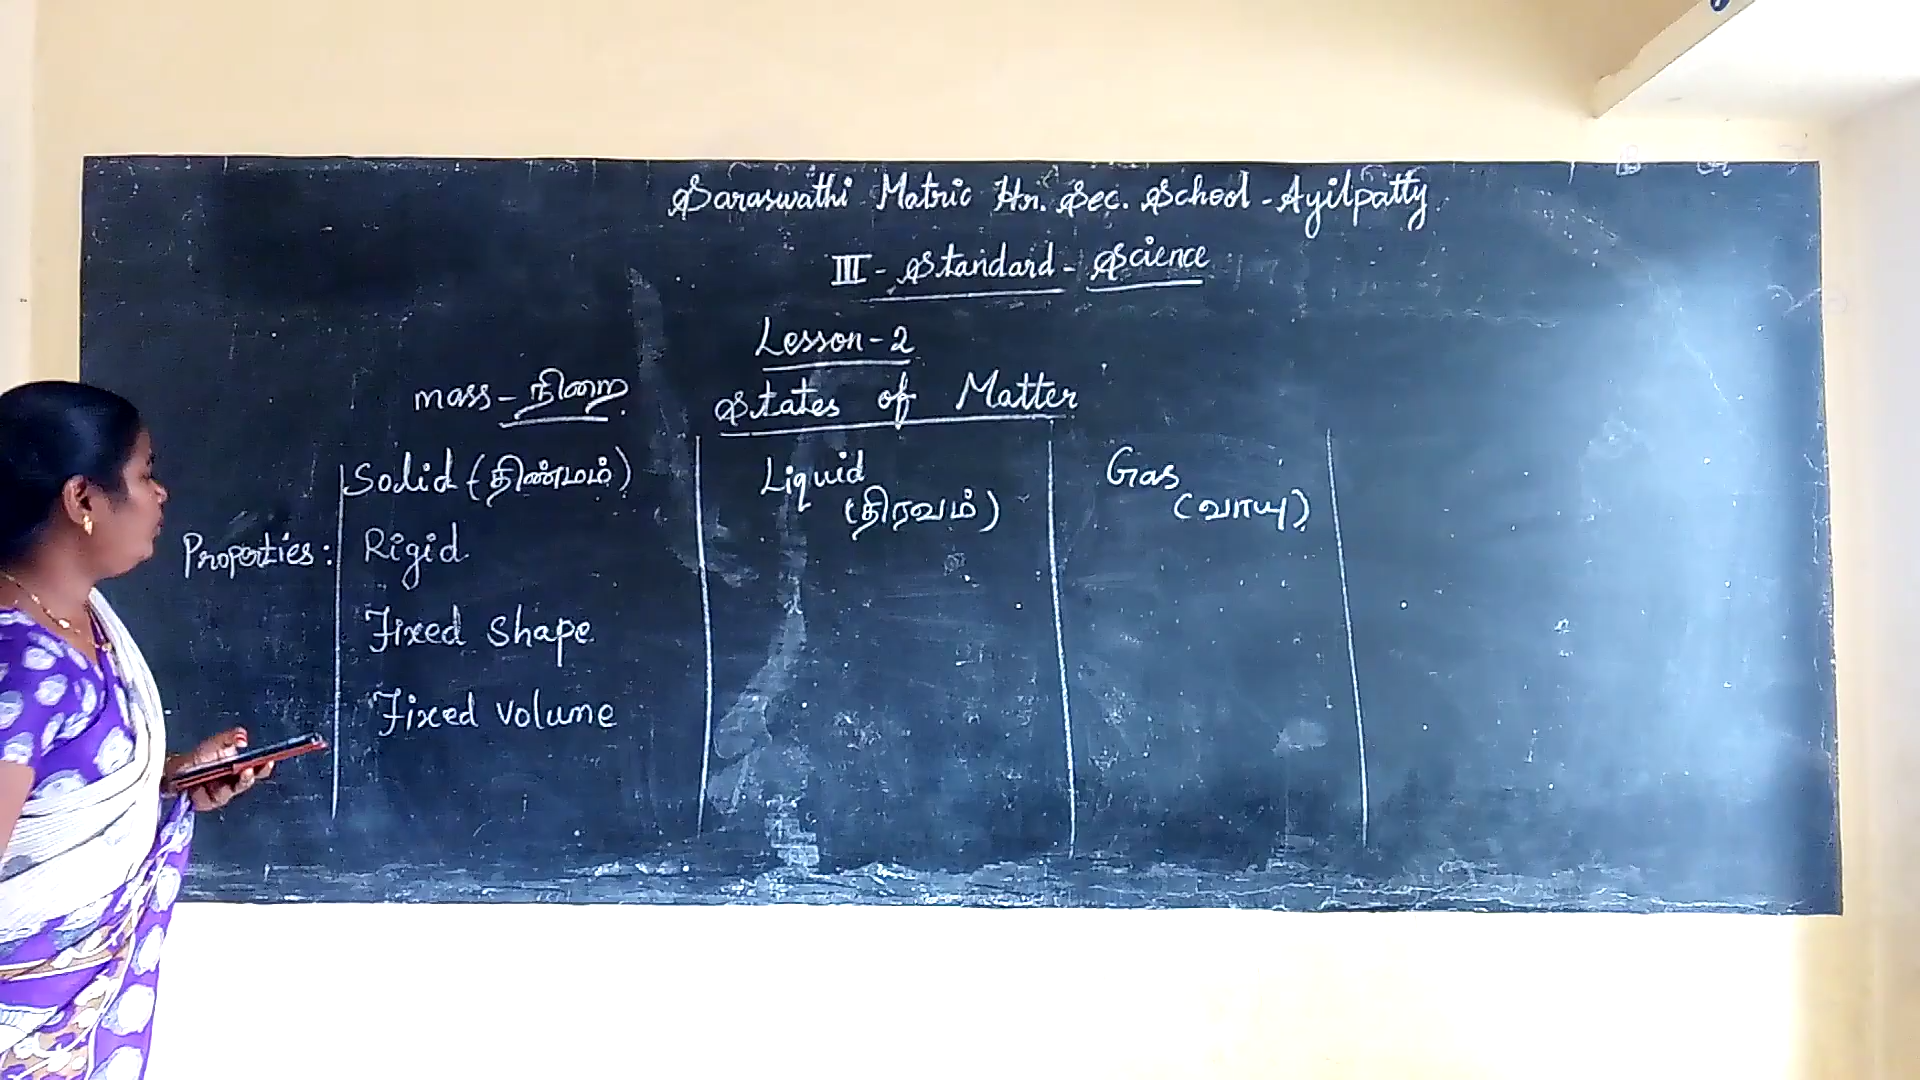 Saraswathi Matric Hr. Sec. School - Ayilpatty.
III - Standard - Science
Lesson - 2
mass - நிறை
States of Matter
Solid (திண்மம்)
Liquid
(திரவம்)
Gas
(வாயு)
Properties :
Rigid
Fixed shape
Fixed volume